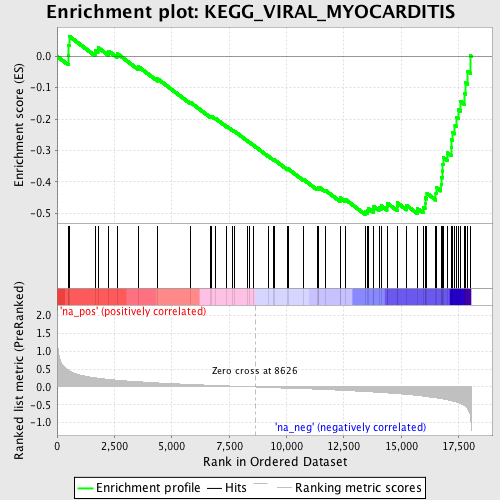 Enrichment plot: KEGG_VIRAL_MYOCARDITIS
Enrichment score (ES)
0.0
-0.1
-0.2
-0.3
-0.4
-0.5
'na_pos' (positively correlated)
Ranked list metric (PreRanked)
2.0
1.5
1.0
0.5
0.0
-0.5
-1.0
Zero cross at 8626
'na_neg' (negatively correlated)
0
2,500
5,000
7,500
10,000
12,500
15,000
17,500
Rank in Ordered Dataset
Enrichment profile
Hits
Ranking metric scores